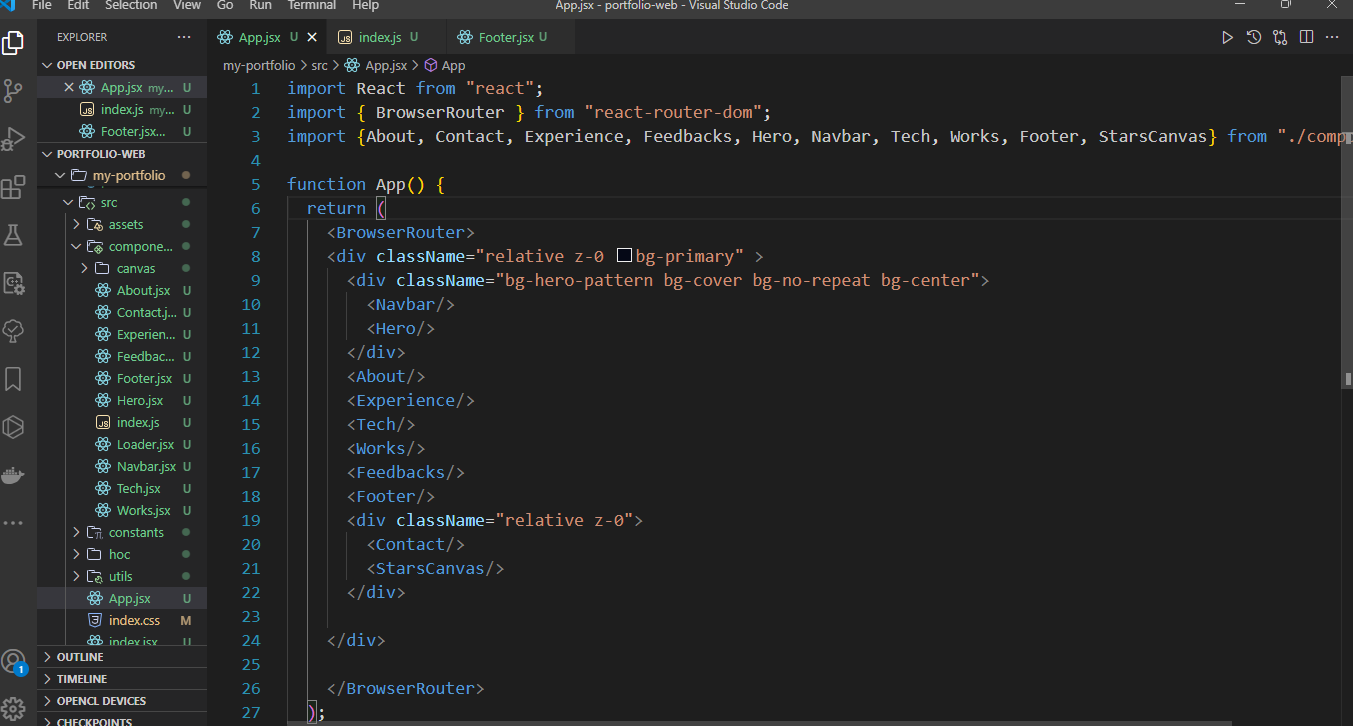 File Edit Selection View Go Run Terminal Help App.jsx - portfolio-web - Visual Studio Code
EXPLORER ... App.jsx U index.js U Footer.jsx U
OPEN EDITORS
App.jsx my... U
index.js my... U
Footer.jsx... U
PORTFOLIO-WEB
my-portfolio
src
assets
compone...
canvas
About.jsx U
Contact.j... U
Experien... U
Feedbac... U
Footer.jsx U
Hero.jsx U
index.js U
Loader.jsx U
Navbar.jsx U
Tech.jsx U
Works.jsx U
constants
hoc
utils
App.jsx U
index.css M
index.jsx U
OUTLINE
TIMELINE
OPENCL DEVICES
CHECKPOINTS
1
my-portfolio > src > App.jsx > App
1 import React from "react";
2 import { BrowserRouter } from "react-router-dom";
3 import {About, Contact, Experience, Feedbacks, Hero, Navbar, Tech, Works, Footer, StarsCanvas} from "./comp
4
5 function App() {
6 return (
7 <BrowserRouter>
8 <div className="relative z-0 bg-primary" >
9 <div className="bg-hero-pattern bg-cover bg-no-repeat bg-center">
10 <Navbar/>
11 <Hero/>
12 </div>
13 <About/>
14 <Experience/>
15 <Tech/>
16 <Works/>
17 <Feedbacks/>
18 <Footer/>
19 <div className="relative z-0">
20 <Contact/>
21 <StarsCanvas/>
22 </div>
23
24 </div>
25
26 </BrowserRouter>
27 );